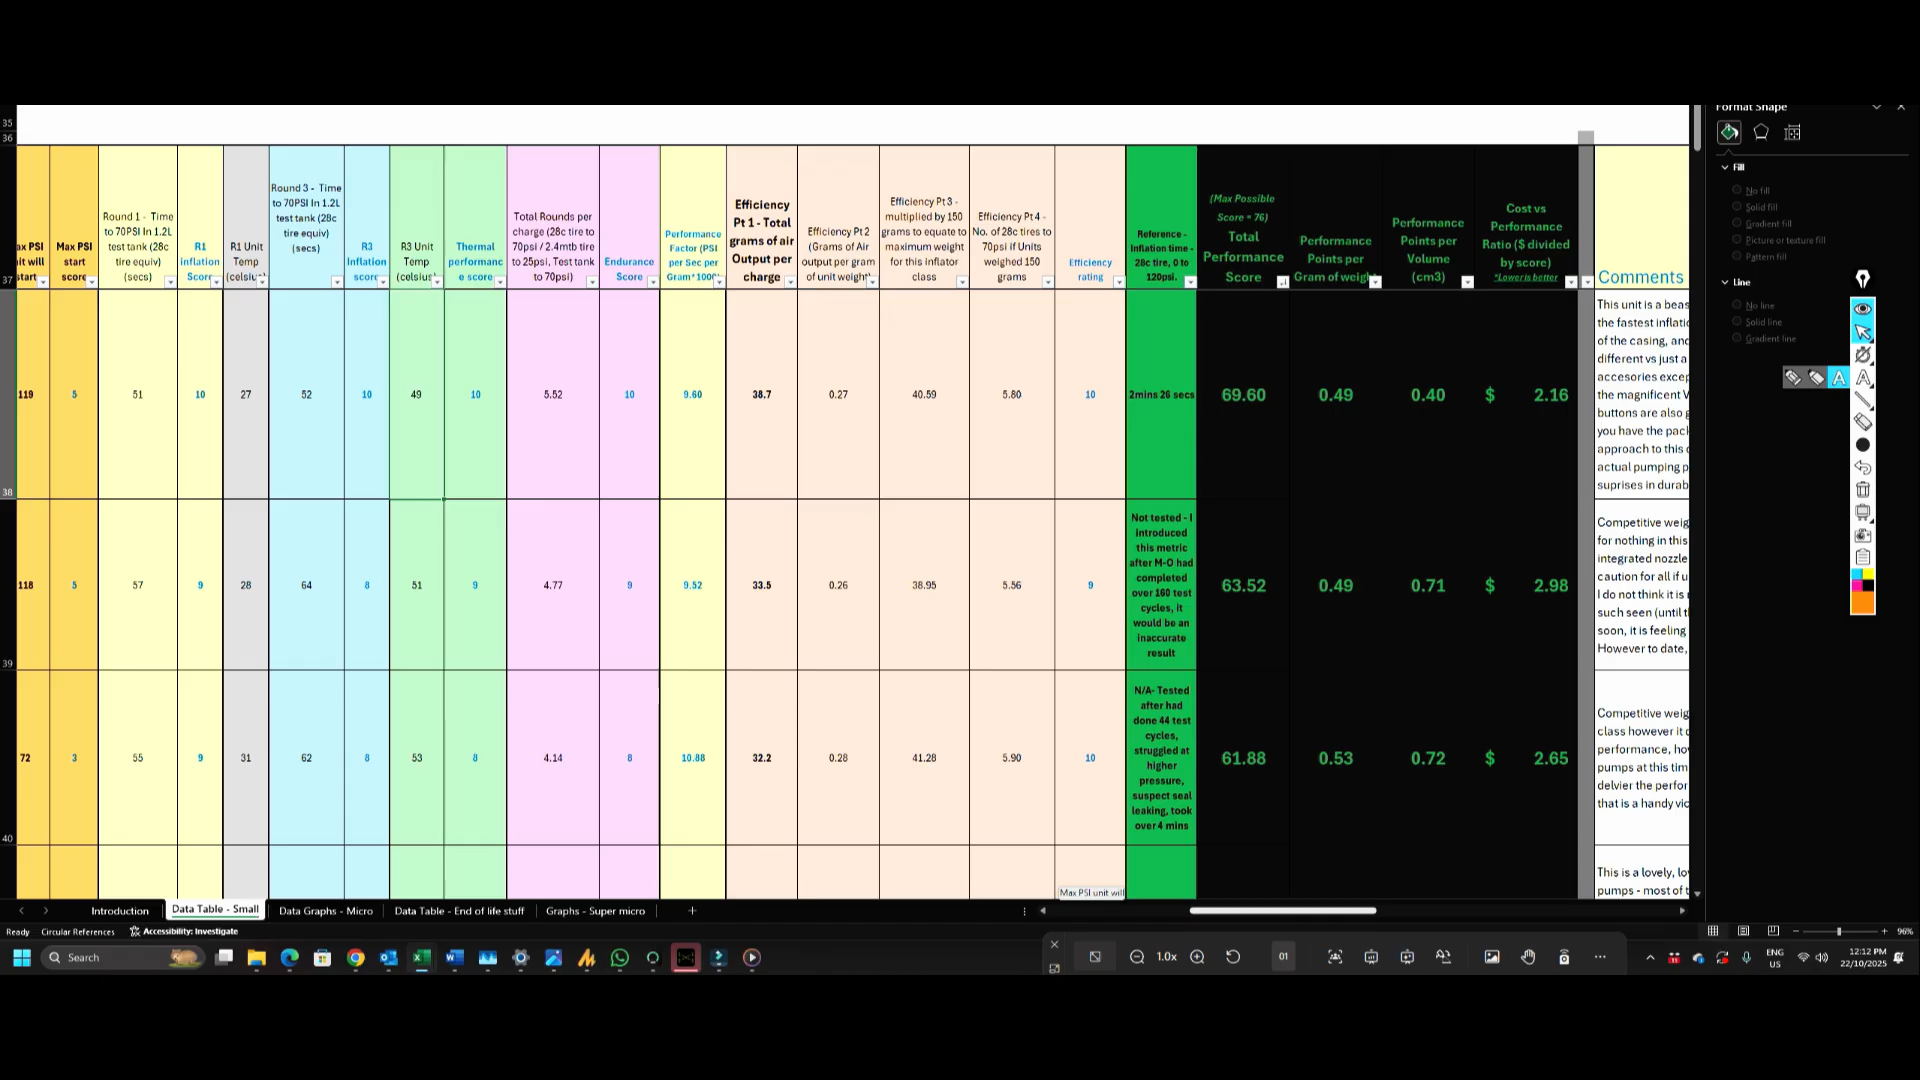 Format Shape
35
36
37
ax PSI
it will
start
Max PSI
start
score
Round 1 - Time
to 70PSI In 1.2L
test tank (28c
tire equiv)
(secs)
R1
inflation
Score
R1 Unit
Temp
(celsiu
Round 3 - Time
to 70PSI In 1.2L
test tank (28c
tire equiv)
(secs)
R3
Inflation
score
R3 Unit
Temp
(celsius
Thermal
performanc
e score
Total Rounds per
charge (28c tire to
70psi / 2.4mtb tire
to 25psi, Test tank
to 70psi)
Endurance
Score
Performance
Factor (PSI
per Sec per
Gram*1000
Efficiency
Pt 1 - Total
grams of air
Output per
charge
Efficiency Pt 2
(Grams of Air
output per gram
of unit weight)
Efficiency Pt 3 -
multiplied by 150
grams to equate to
maximum weight
for this inflator
class
Efficiency Pt 4 -
No. of 28c tires to
70psi if Units
weighed 150
grams
Efficiency
rating
Reference -
Inflation time -
28c tire, 0 to
120psi.
(Max Possible
Score = 76)
Total
Performance
Score
Performance
Points per
Gram of weigh
Performance
Points per
Volume
(cm3)
Cost vs
Performance
Ratio ($ divided
by score)
*Lower is better
Comments
38
119 5 51 10 27 52 10 49 10 5.52 10 9.60 38.7 0.27 40.59 5.80 10 2mins 26 secs 69.60 0.49 0.40 $ 2.16
This unit is a beas
the fastest inflatio
of the casing, and
different vs just a
accesories excep
the magnificent V
buttons are also g
you have the pack
approach to this c
actual pumping p
suprises in durab
39
118 5 57 9 28 64 8 51 9 4.77 9 9.52 33.5 0.26 38.95 5.56 9
Not tested - I
introduced
this metric
after M-O had
completed
over 160 test
cycles, it
would be an
inaccurate
result
63.52 0.49 0.71 $ 2.98
Competitive weig
for nothing in this
integrated nozzle
caution for all if u
I do not think it is
such seen (until t
soon, it is feeling
However to date,
40
72 3 55 9 31 62 8 53 8 4.14 8 10.88 32.2 0.28 41.28 5.90 10
N/A- Tested
after had
done 44 test
cycles,
struggled at
higher
pressure,
suspect seal
leaking, took
over 4 mins
61.88 0.53 0.72 $ 2.65
Competitive weig
class however it c
performance, ho
pumps at this tim
delvier the perfor
that is a handy vic
This is a lovely, lo
pumps - most of t
Max PSI unit will
Fill
No fill
Solid fill
Gradient fill
Picture or texture fill
Pattern fill
Line
No line
Solid line
Gradient line
Introduction Data Table - Small Data Graphs - Micro Data Table - End of life stuff Graphs - Super micro
Ready Circular References Accessibility: Investigate
96%
Search
1.0x
01
ENG
US
12:12 PM
22/10/2025